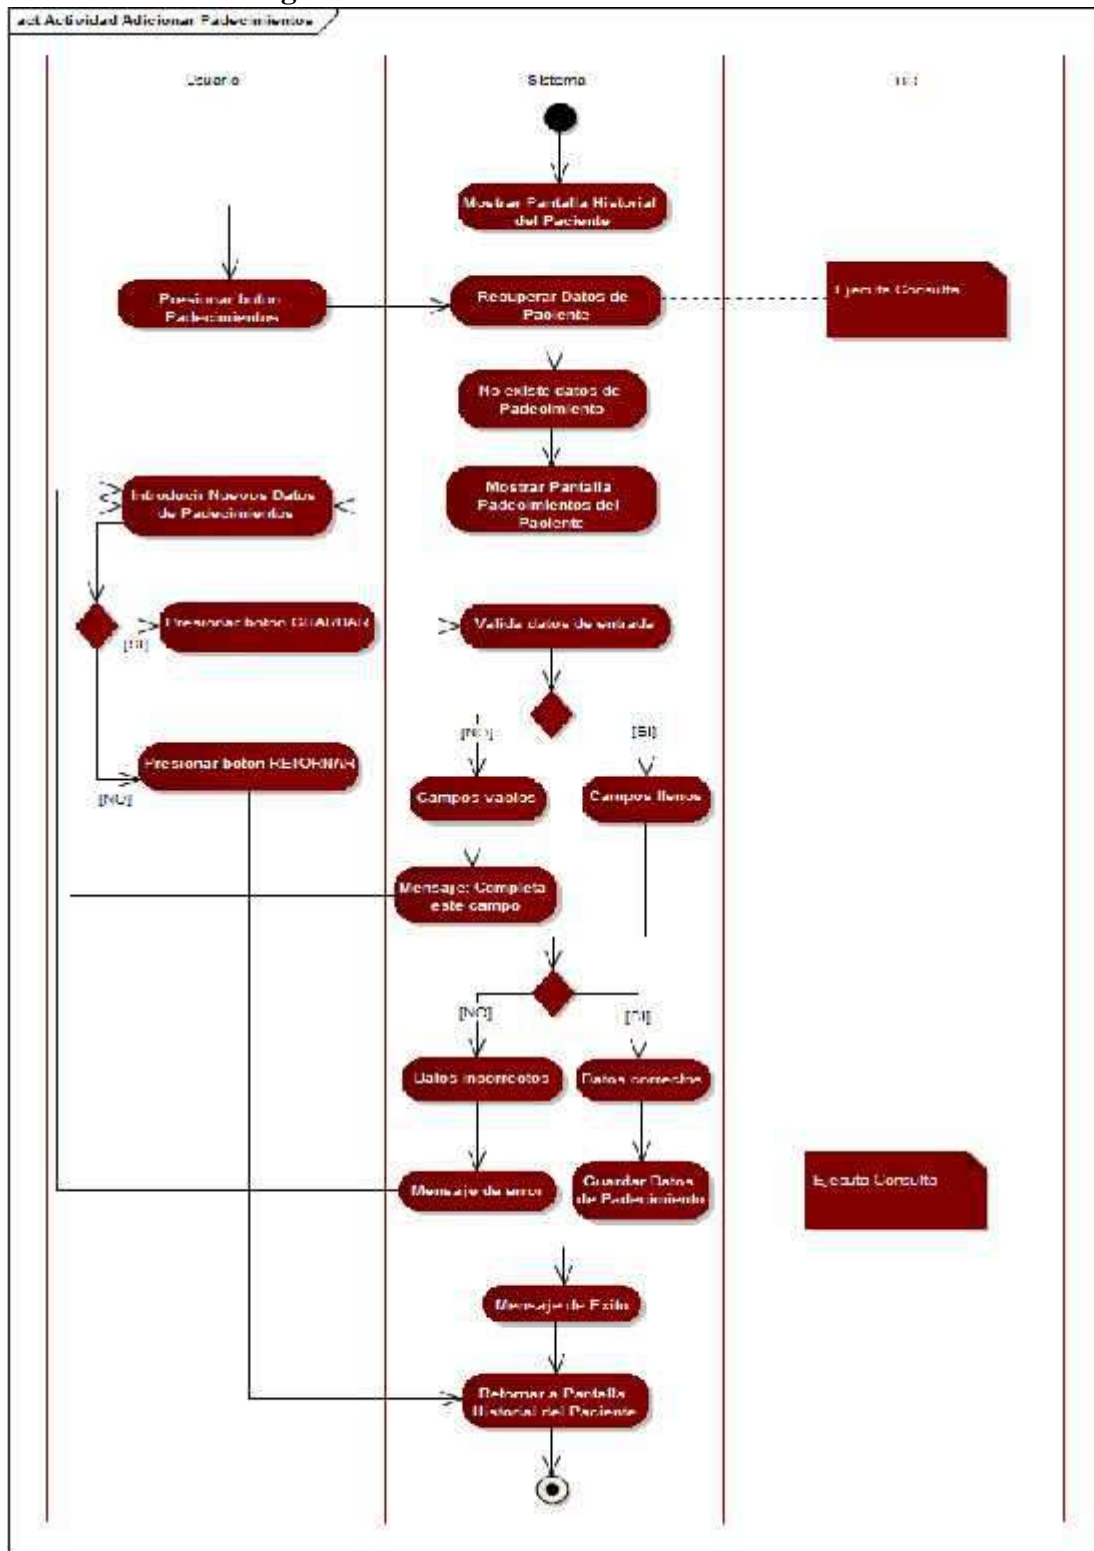 act Actividad Adicionar Padecimientos
Usuario
Sistema
Mostrar Pantalla Historial
del Paciente
Presionar boton
Padecimientos
Recuperar Datos de
Paciente
Ejecuta Consulta
No existe datos de
Padecimiento
Mostrar Pantalla
Padecimientos del
Paciente
Introducir Nuevos Datos
de Padecimientos
[SI]
Presionar boton GUARDAR
Valida datos de entrada
[NO]
[SI]
Presionar boton RETORNAR
[NO]
Campos vacios
Campos llenos
Mensaje: Completa
este campo
[NO]
[SI]
Datos incorrectos
Datos correctos
Mensaje de error
Guardar Datos
de Padecimiento
Ejecuta Consulta
Mensaje de Exito
Retornar a Pantalla
Historial del Paciente